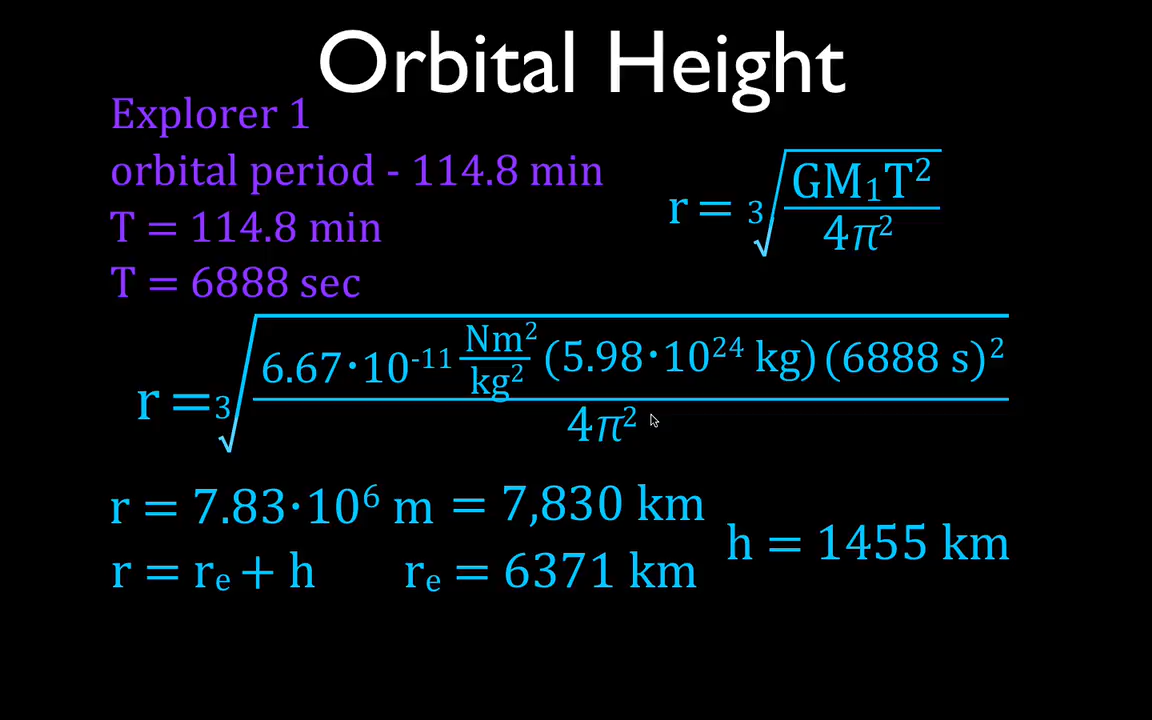 Orbital Height
Explorer 1
orbital period - 114.8 min
T = 114.8 min
T = 6888 sec
r = ∛(GM₁T² / 4π²)
r = ∛(6.67·10⁻¹¹ Nm²/kg² (5.98·10²⁴ kg) (6888 s)² / 4π²)
r = 7.83·10⁶ m = 7,830 km
r = rₑ + h rₑ = 6371 km
h = 1455 km